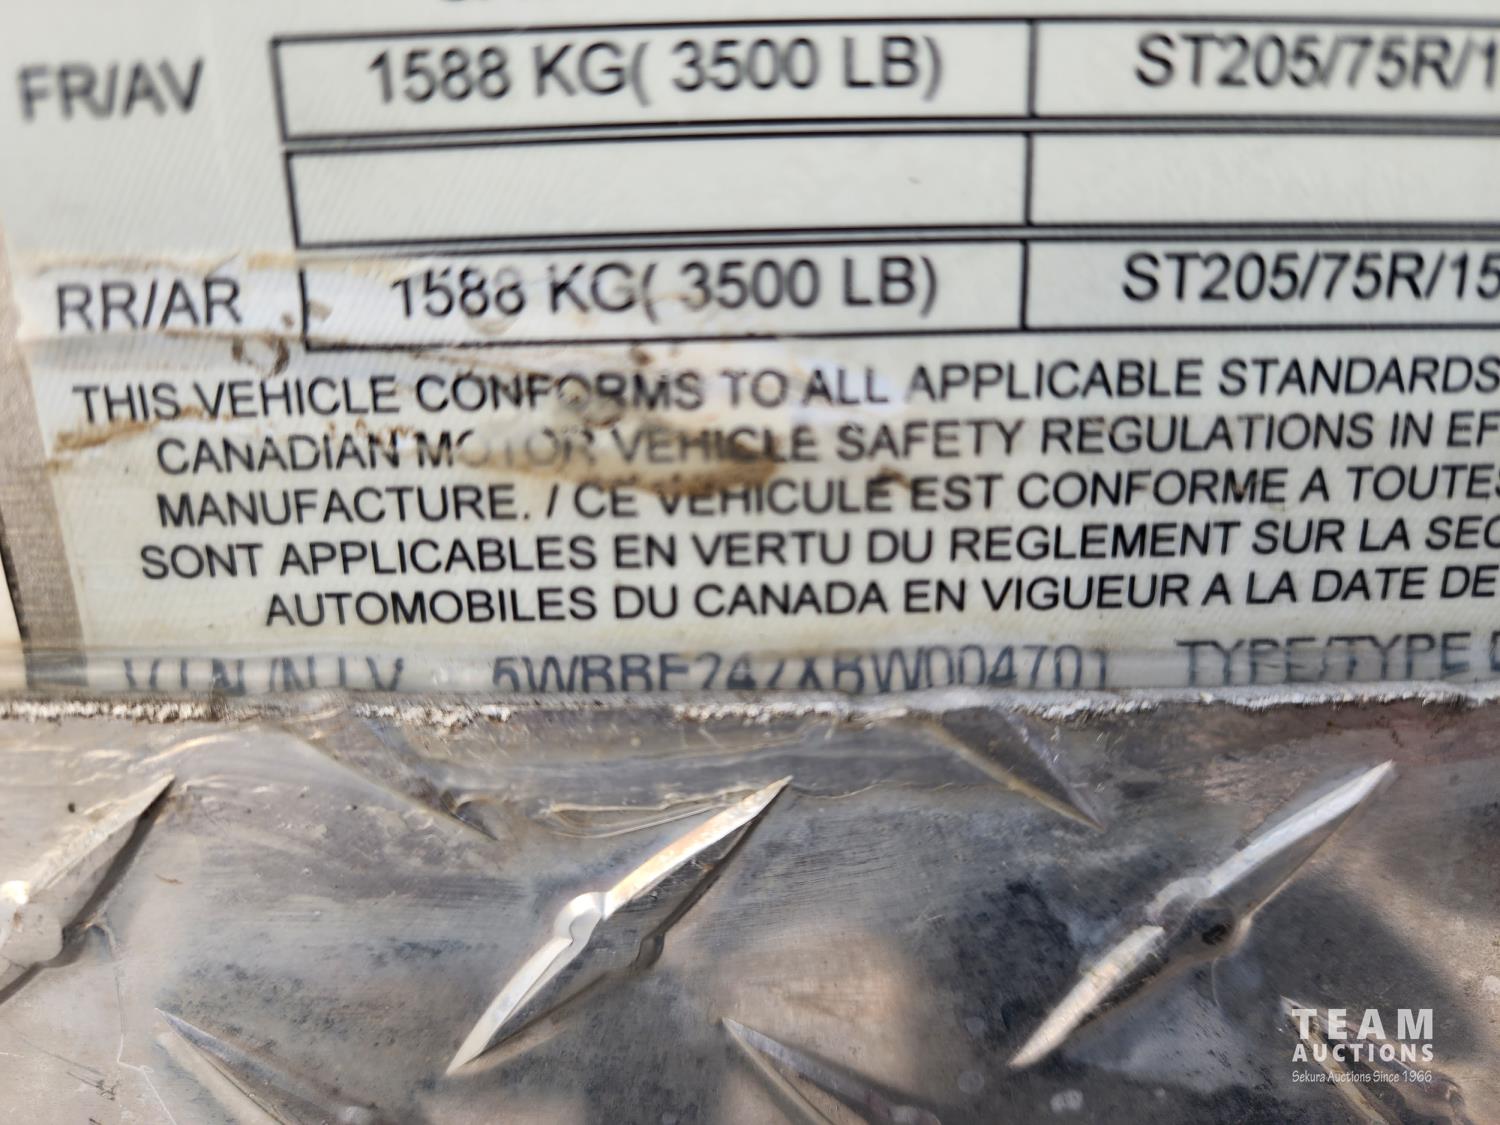 FR/AV 1588 KG( 3500 LB) ST205/75R/1
RR/AR 1588 KG( 3500 LB) ST205/75R/15
THIS VEHICLE CONFORMS TO ALL APPLICABLE STANDARDS
CANADIAN MOTOR VEHICLE SAFETY REGULATIONS IN EF
MANUFACTURE. / CE VEHICULE EST CONFORME A TOUTES
SONT APPLICABLES EN VERTU DU REGLEMENT SUR LA SEC
AUTOMOBILES DU CANADA EN VIGUEUR A LA DATE DE
V.I.N./N.I.V. TYPE/TYPE
TEAM
AUCTIONS
Sekura Auctions Since 1966